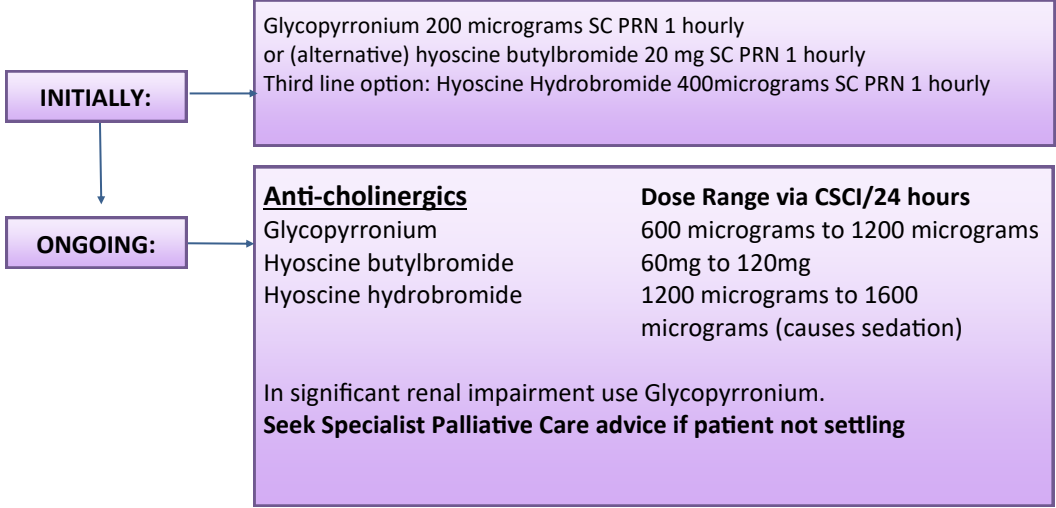 INITIALLY:
Glycopyrronium 200 micrograms SC PRN 1 hourly
or (alternative) hyoscine butylbromide 20 mg SC PRN 1 hourly
Third line option: Hyoscine Hydrobromide 400micrograms SC PRN 1 hourly
ONGOING:
Anti-cholinergics Dose Range via CSCI/24 hours
Glycopyrronium 600 micrograms to 1200 micrograms
Hyoscine butylbromide 60mg to 120mg
Hyoscine hydrobromide 1200 micrograms to 1600
micrograms (causes sedation)
In significant renal impairment use Glycopyrronium.
Seek Specialist Palliative Care advice if patient not settling